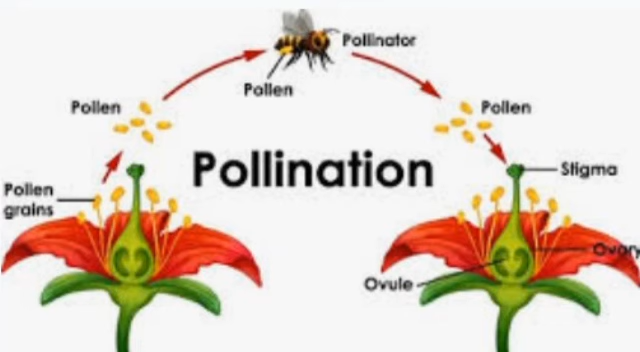 Pollinator
Pollen
Pollen
Pollen
Pollination
Stigma
Pollen
grains
Ovary
Ovule